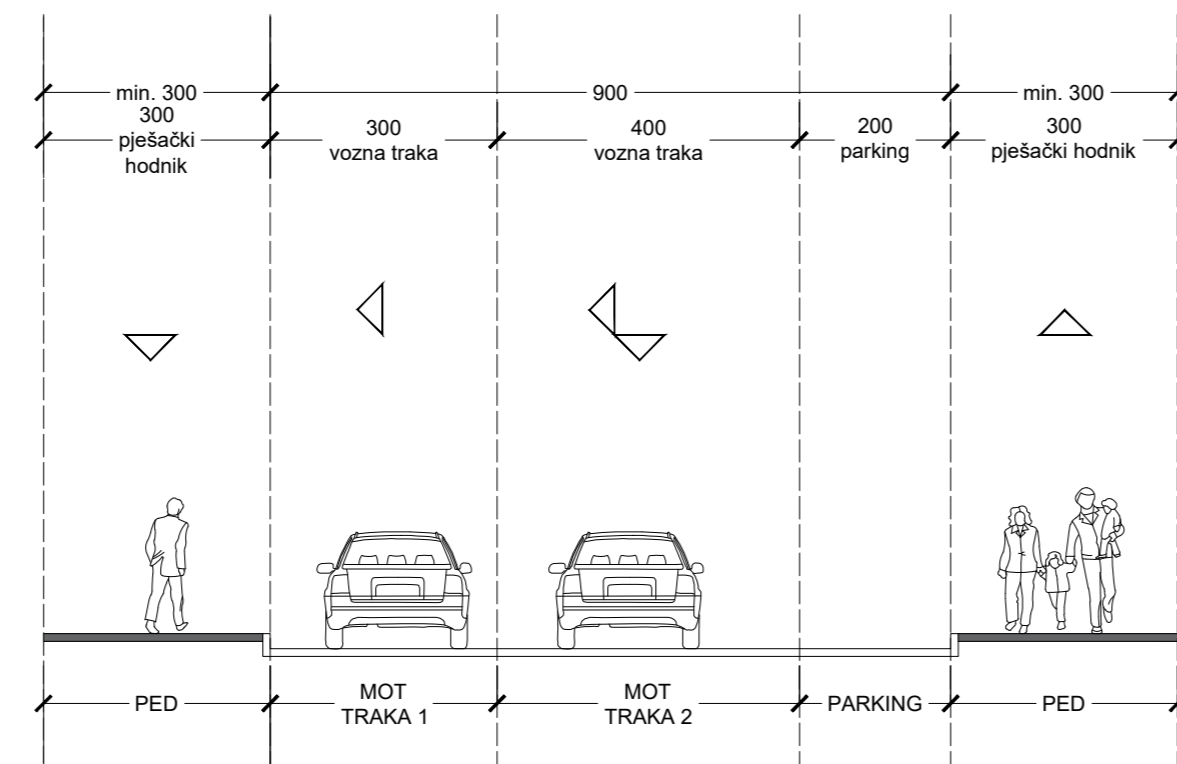 min. 300
900
min. 300
300
pješački
hodnik
300
vozna traka
400
vozna traka
200
parking
300
pješački hodnik
PED
MOT
TRAKA 1
MOT
TRAKA 2
PARKING
PED